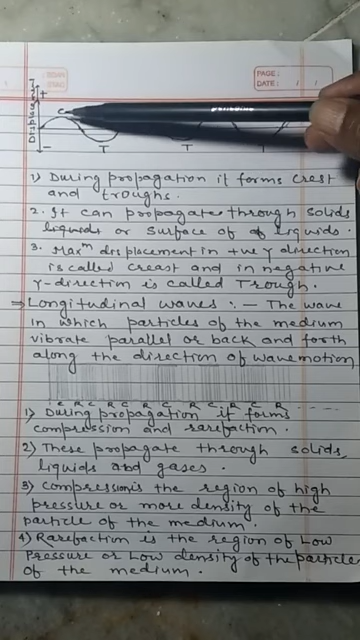 PAGE:
DATE: / /
Displacement
+
C
-
T
T
1) During propagation it forms crest
and troughs.
2. It can propagate through solids
liquids or surface of liquids.
3. Maxm displacement in +ve y direction
is called creast and in negative
Y-direction is called Trough.
⇒ Longitudinal waves :- The wave
in which particles of the medium
vibrate parallel or back and forth
along the direction of wave motion
C R C R C R C R C R C R
1) During propagation it forms
compression and rarefaction.
2) These propagate through solids,
liquids and gases.
3) compression is the region of high
pressure or more density of the
particle of the medium.
4) Rarefaction is the region of Low
Pressure or Low density of the particle
of the medium.